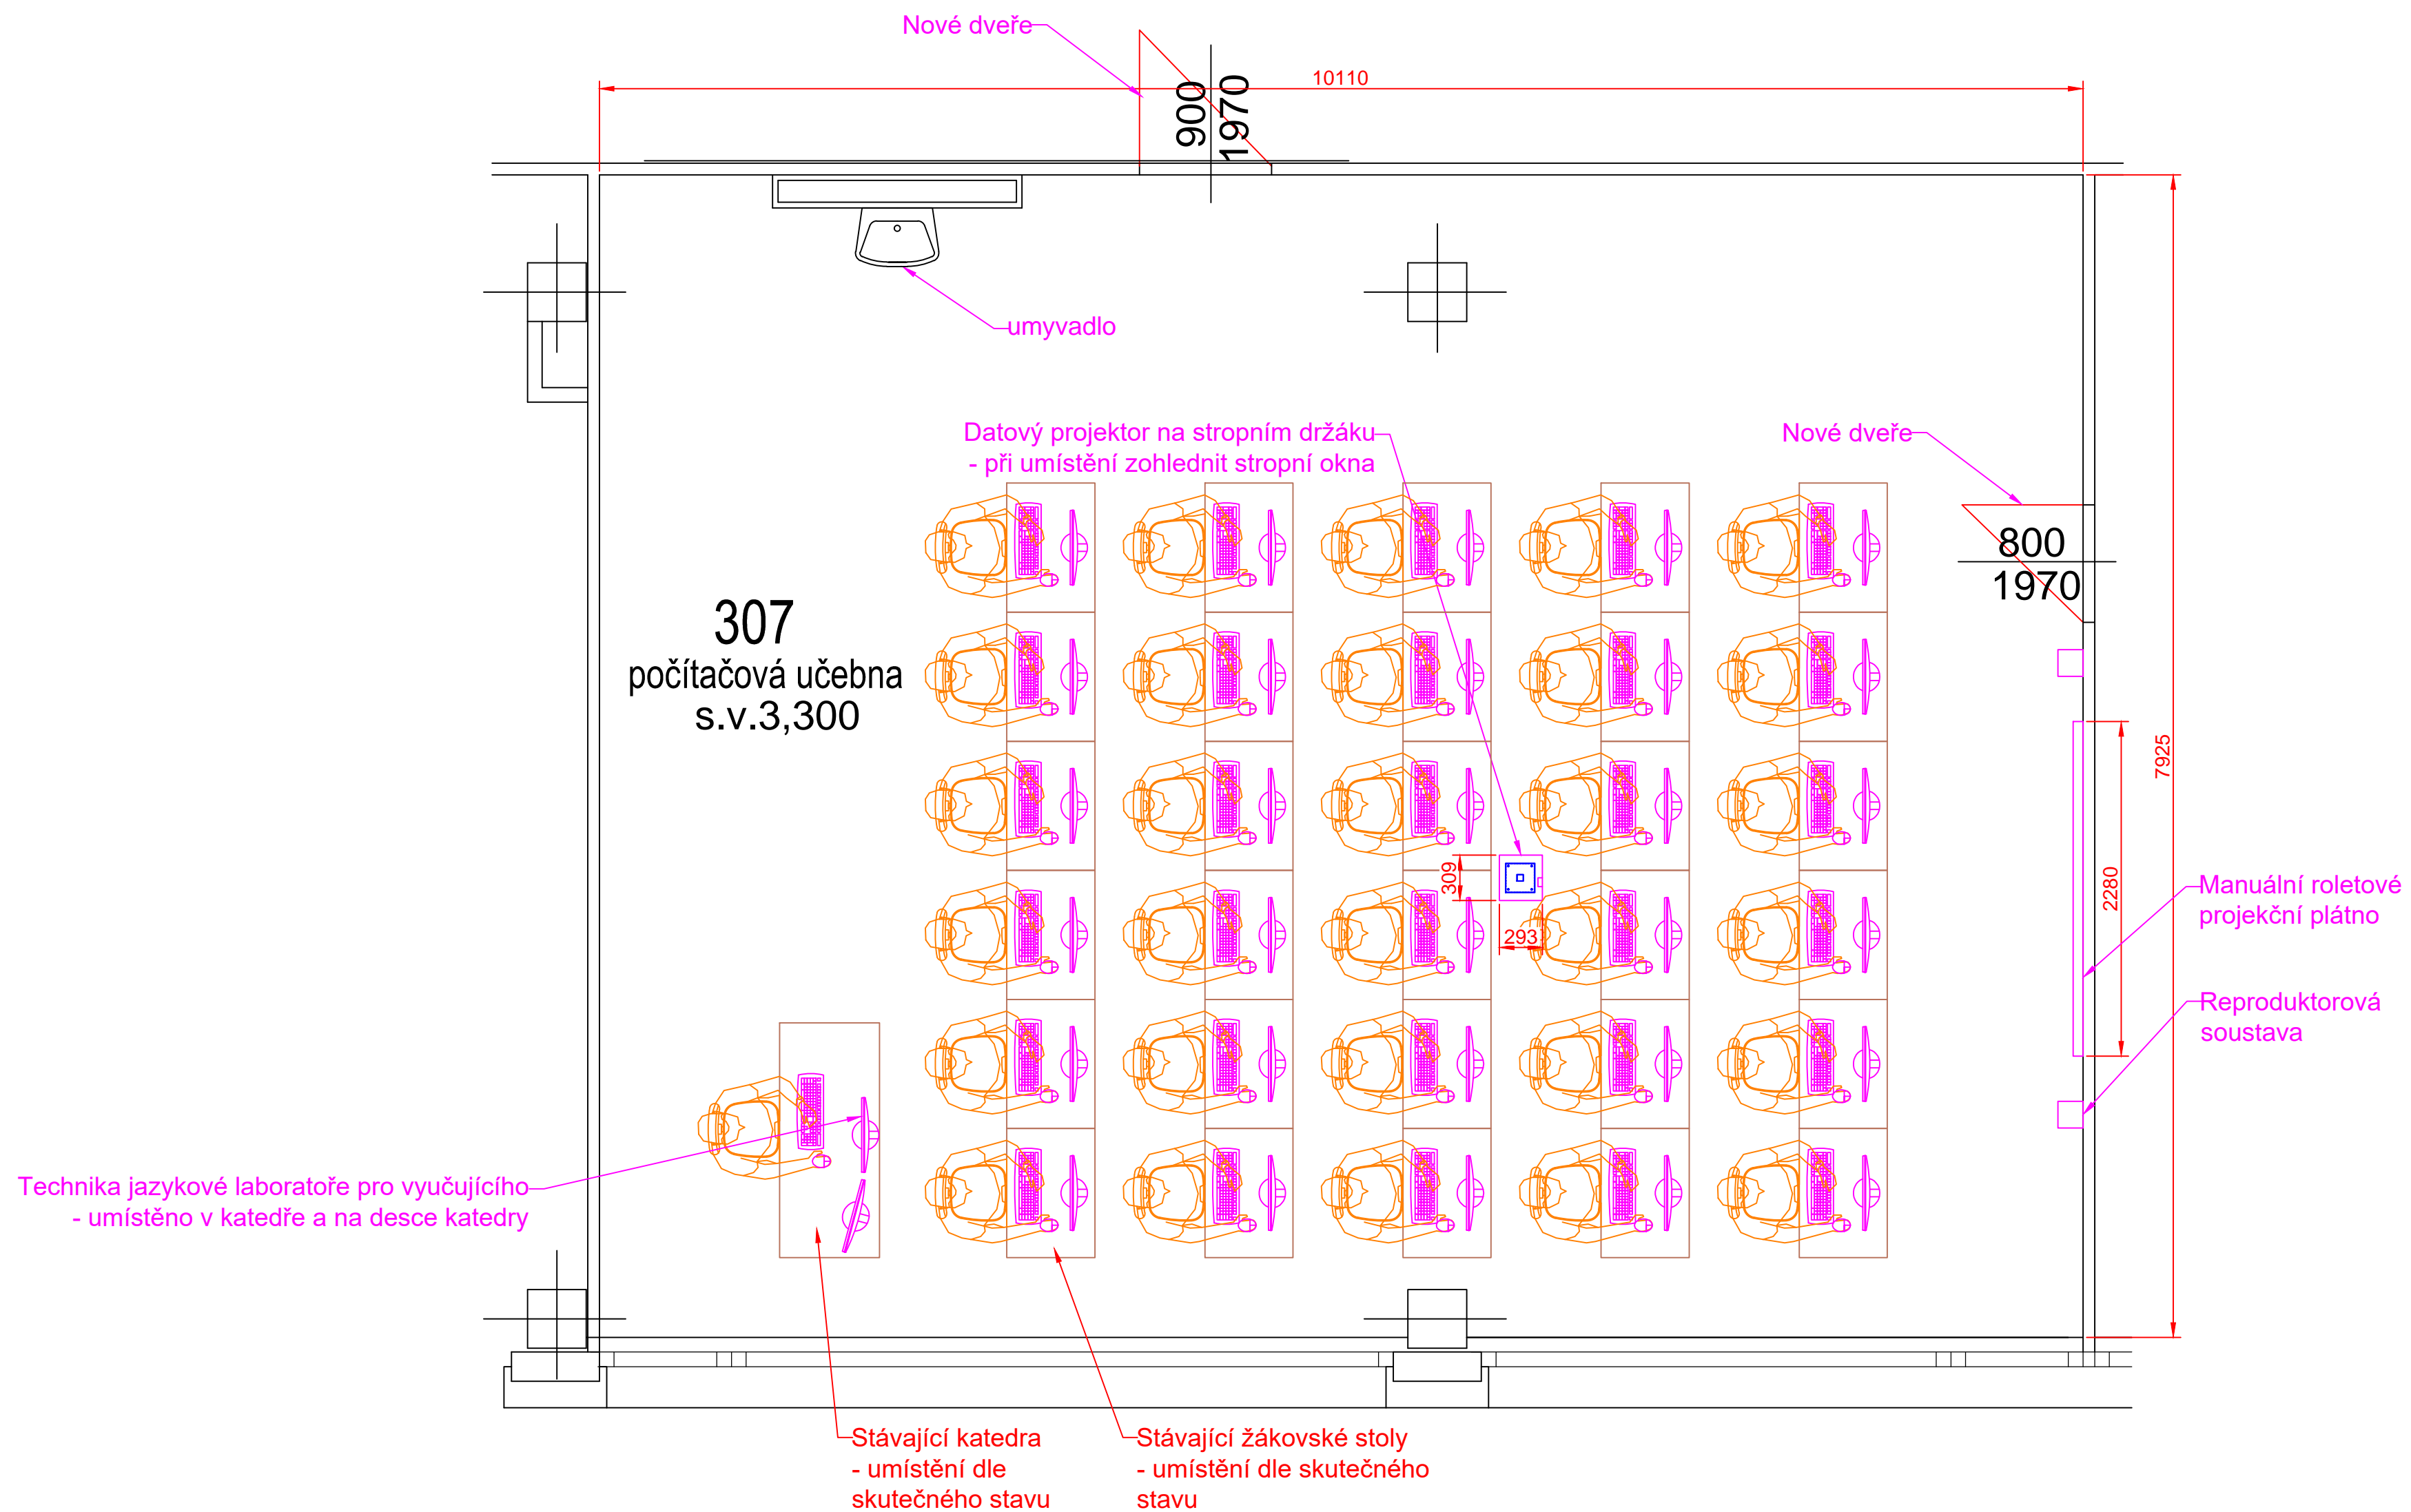 Nové dveře
10110
900
1970
umyvadlo
Datový projektor na stropním držáku
- při umístění zohlednit stropní okna
Nové dveře
800
1970
307
počítačová učebna
s.v.3,300
7925
309
293
2280
Manuální roletové
projekční plátno
Reproduktorová
soustava
Technika jazykové laboratoře pro vyučujícího
- umístěno v katedře a na desce katedry
Stávající katedra
- umístění dle
skutečného stavu
Stávající žákovské stoly
- umístění dle skutečného
stavu